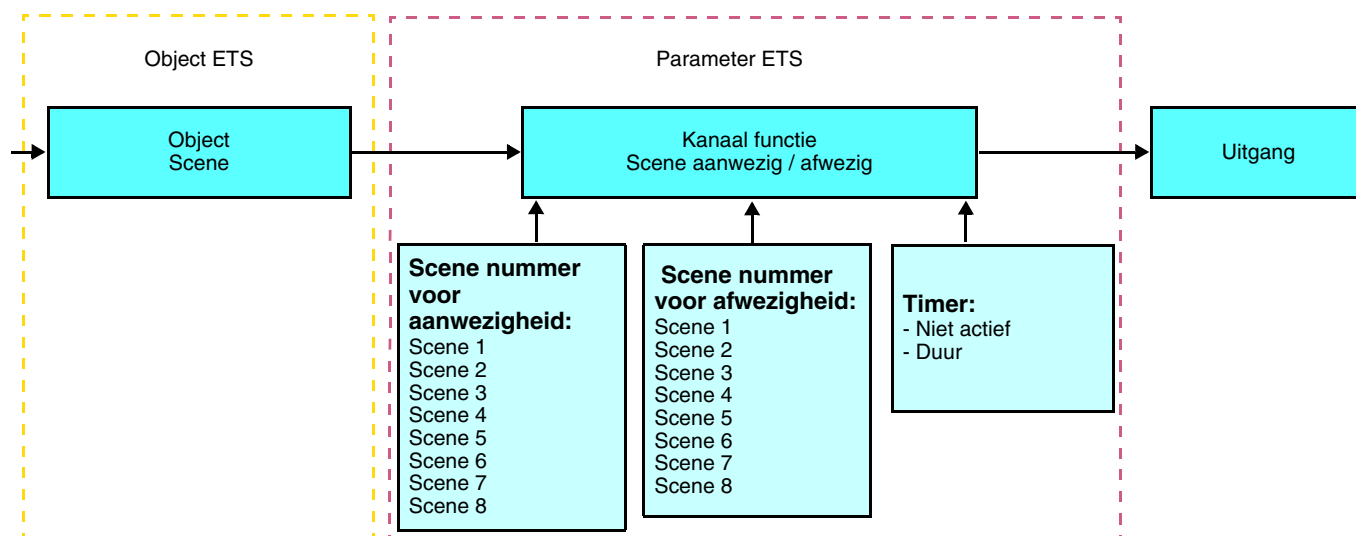 Object ETS
Parameter ETS
Object
Scene
Kanaal functie
Scene aanwezig / afwezig
Uitgang
Scene nummer
voor
aanwezigheid:
Scene 1
Scene 2
Scene 3
Scene 4
Scene 5
Scene 6
Scene 7
Scene 8
Scene nummer
voor afwezigheid:
Scene 1
Scene 2
Scene 3
Scene 4
Scene 5
Scene 6
Scene 7
Scene 8
Timer:
- Niet actief
- Duur